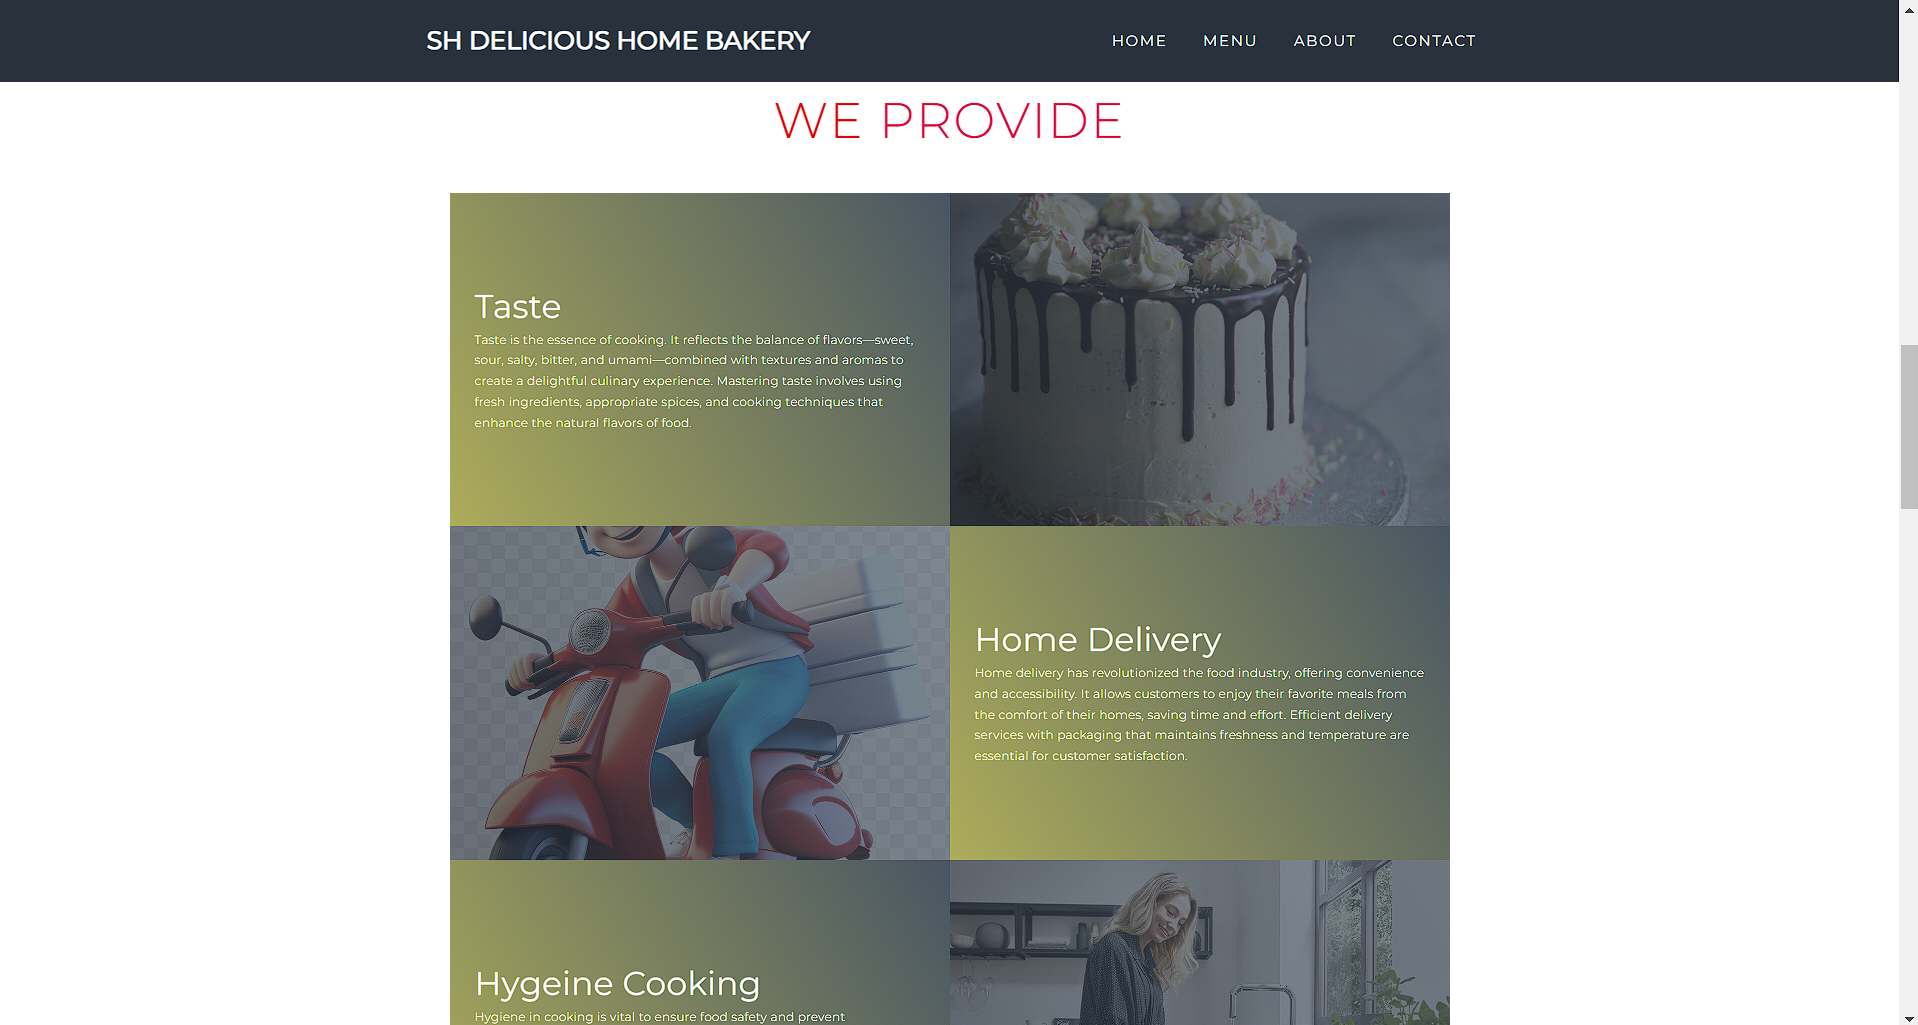 SH DELICIOUS HOME BAKERY
HOME MENU ABOUT CONTACT
WE PROVIDE
Taste
Taste is the essence of cooking. It reflects the balance of flavors—sweet,
sour, salty, bitter, and umami—combined with textures and aromas to
create a delightful culinary experience. Mastering taste involves using
fresh ingredients, appropriate spices, and cooking techniques that
enhance the natural flavors of food.
Home Delivery
Home delivery has revolutionized the food industry, offering convenience
and accessibility. It allows customers to enjoy their favorite meals from
the comfort of their homes, saving time and effort. Efficient delivery
services with packaging that maintains freshness and temperature are
essential for customer satisfaction.
Hygeine Cooking
Hygiene in cooking is vital to ensure food safety and prevent